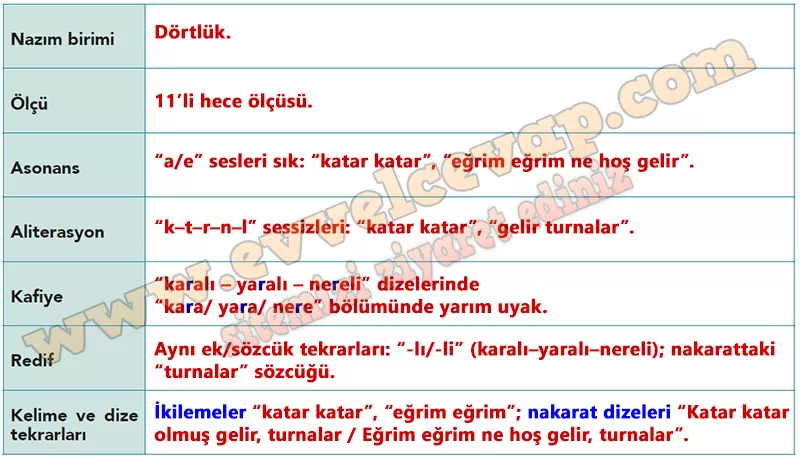 Nazım birimi
Dörtlük.
Ölçü
11’li hece ölçüsü.
Asonans
“a/e” sesleri sık: “katar katar”, “eğrim eğrim ne hoş gelir”.
Aliterasyon
“k–t–r–n–l” sessizleri: “katar katar”, “gelir turnalar”.
Kafiye
“karalı – yaralı – nereli” dizelerinde
“kara/ yara/ nere” bölümünde yarım uyak.
Redif
Aynı ek/sözcük tekrarları: “-lı/-li” (karalı–yaralı–nereli); nakarattaki
“turnalar” sözcüğü.
Kelime ve dize
tekrarları
İkilemeler “katar katar”, “eğrim eğrim”; nakarat dizeleri “Katar katar
olmuş gelir, turnalar / Eğrim eğrim ne hoş gelir, turnalar”.
www.evvelcevap.com
sitemizi ziyaret ediniz